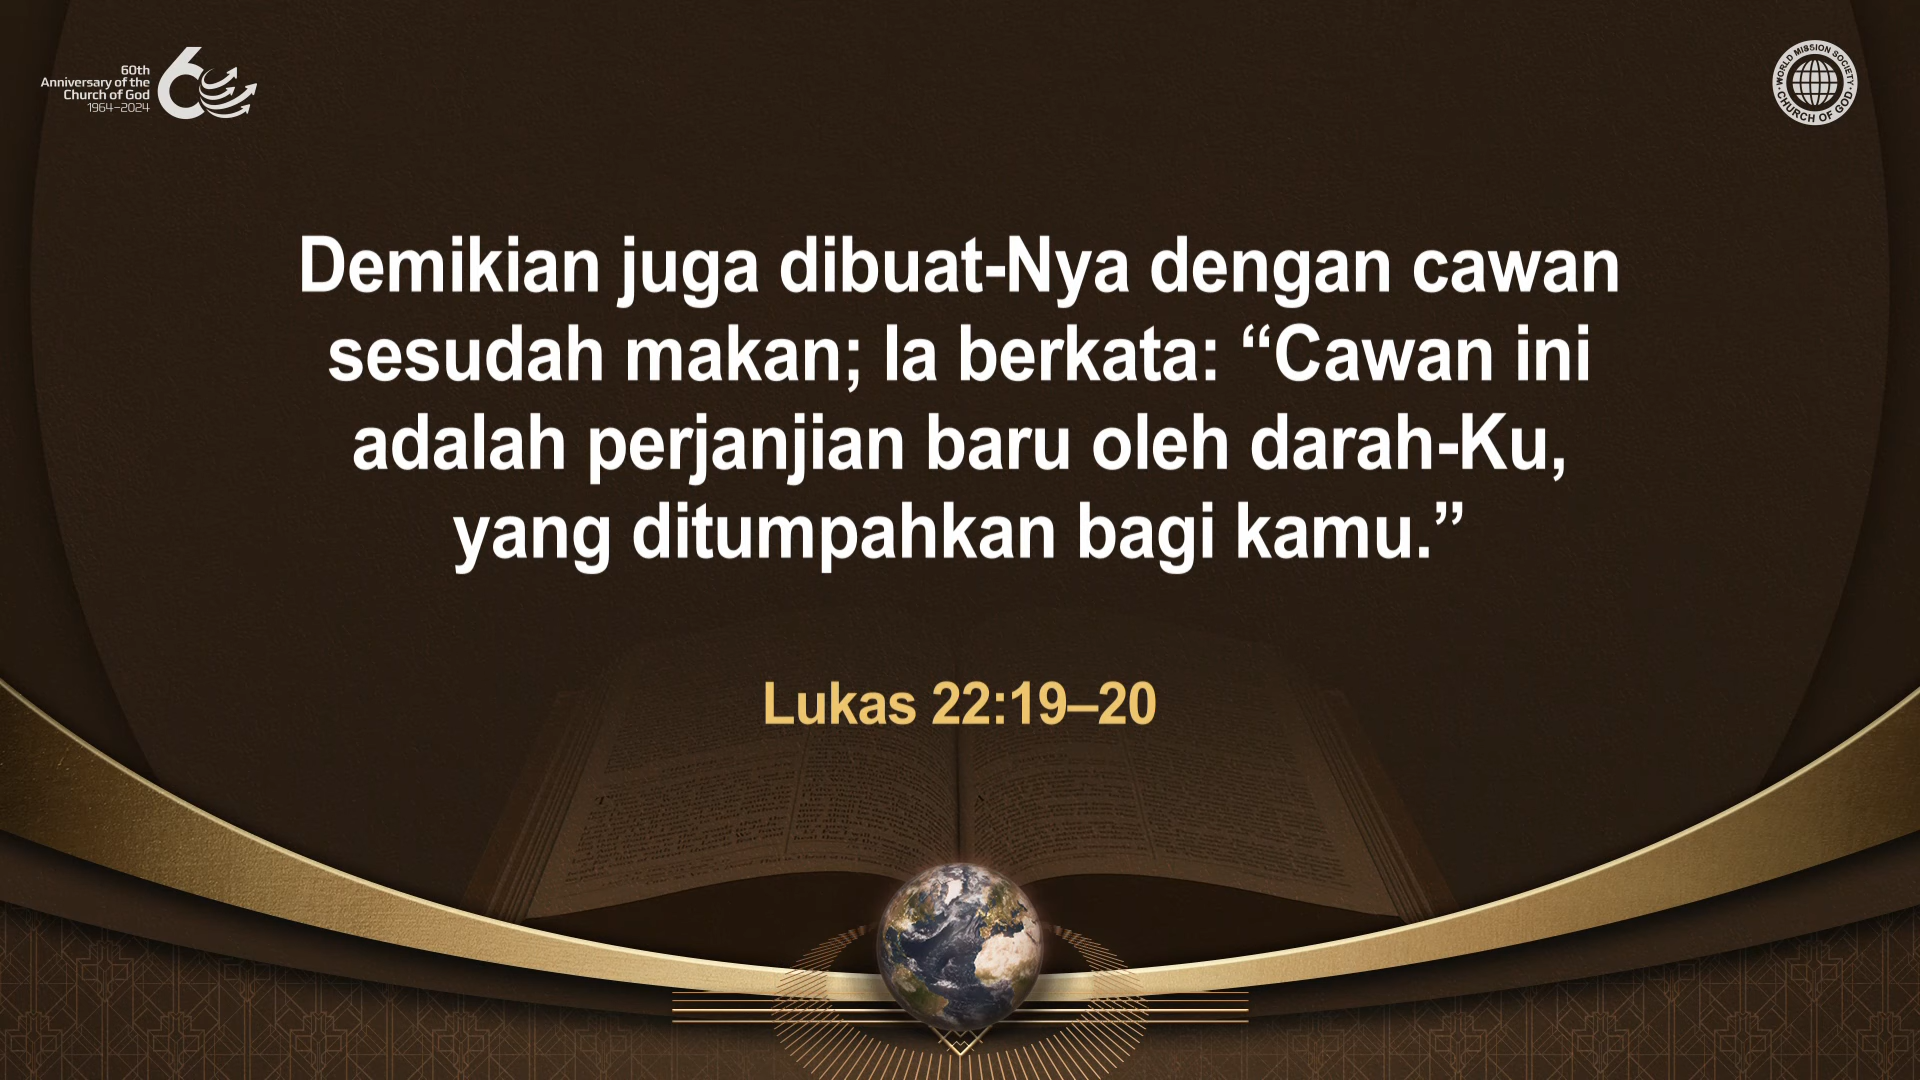 60th
Anniversary of the
Church of God
1964–2024
60
WORLD MISSION SOCIETY
CHURCH OF GOD
Demikian juga dibuat-Nya dengan cawan
sesudah makan; Ia berkata: “Cawan ini
adalah perjanjian baru oleh darah-Ku,
yang ditumpahkan bagi kamu.”
Lukas 22:19–20